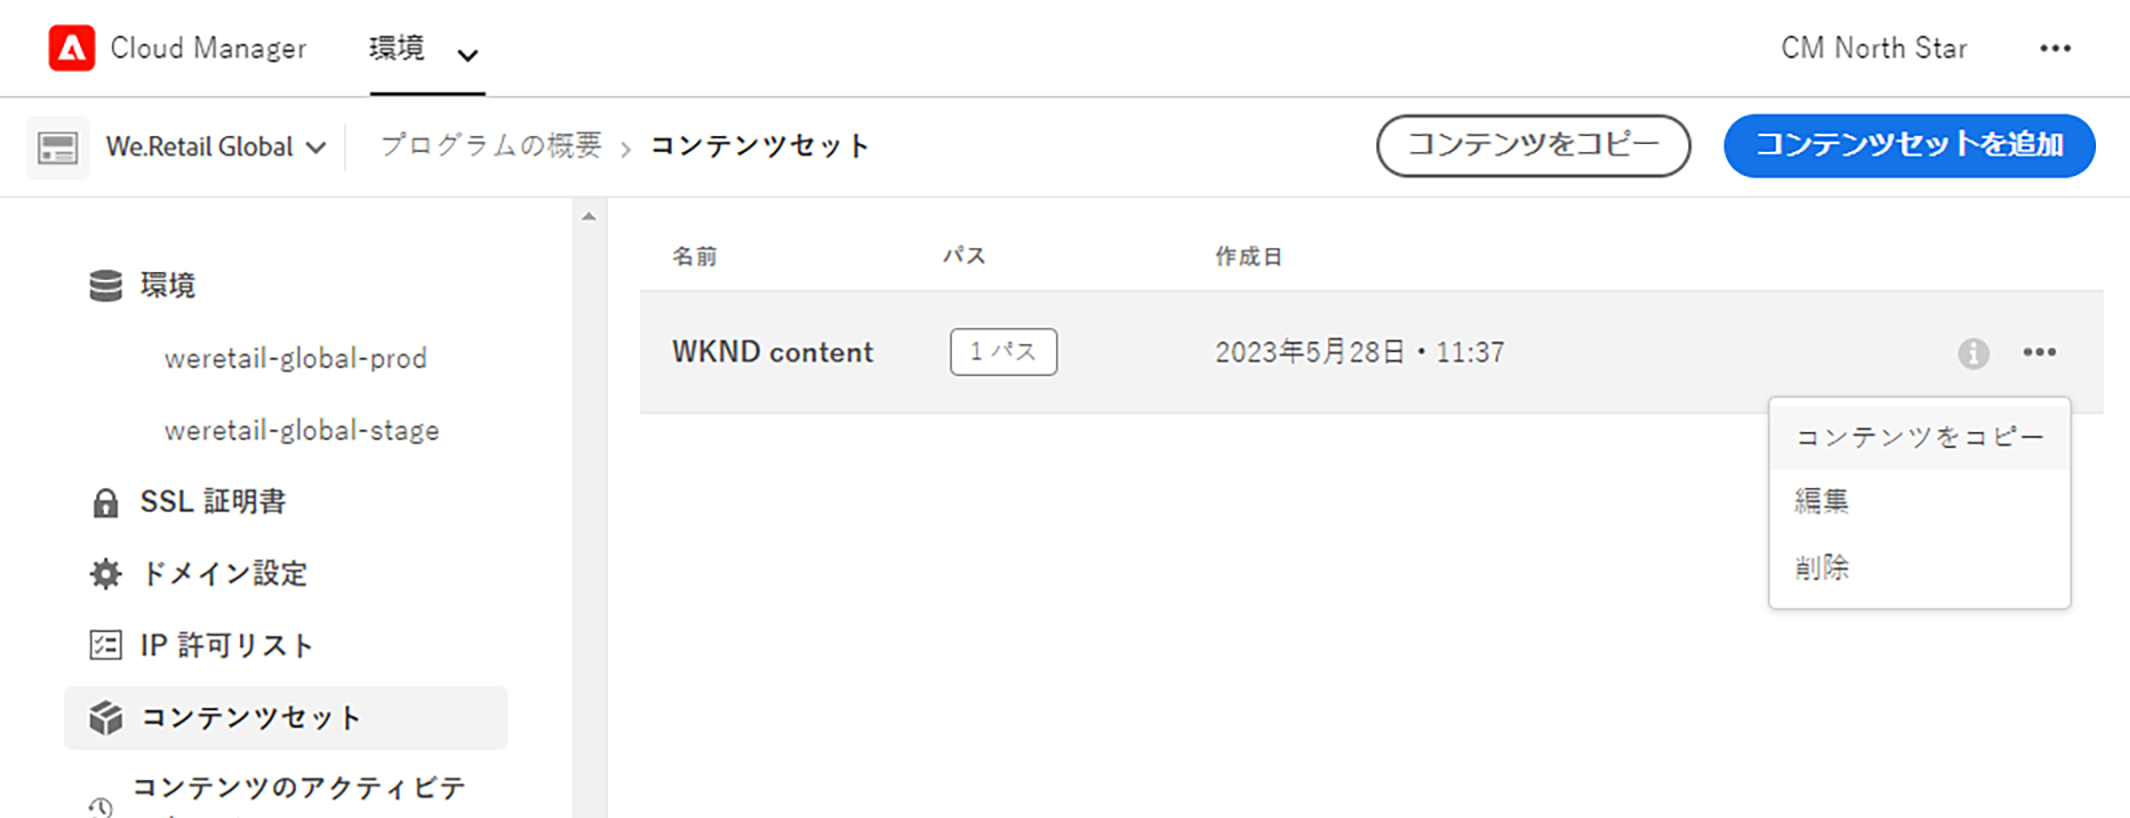 Cloud Manager 環境 CM North Star
We.Retail Global プログラムの概要 コンテンツセット コンテンツをコピー コンテンツセットを追加
環境
weretail-global-prod
weretail-global-stage
SSL 証明書
ドメイン設定
IP 許可リスト
コンテンツセット
コンテンツのアクティビテ
名前 パス 作成日
WKND content 1 パス 2023年5月28日・11:37
コンテンツをコピー
編集
削除